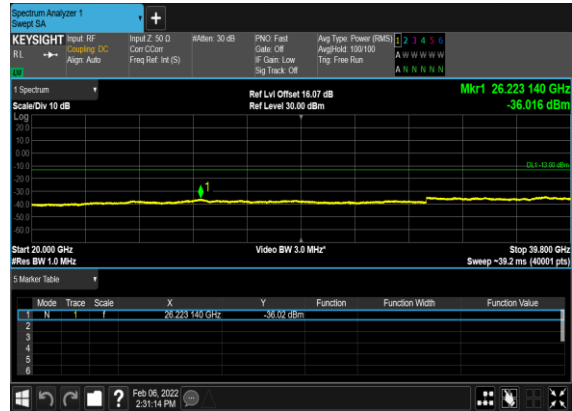 Spectrum Analyzer 1
Swept SA
+
KEYSIGHT Input: RF Input Z: 50 Ω #Atten: 30 dB PNO: Fast Avg Type: Power (RMS) 1 2 3 4 5 6
RL Coupling: DC Corr CCorr Gate: Off Avg|Hold: 100/100 A W W W W W
Align: Auto Freq Ref: Int (S) IF Gain: Low Trig: Free Run
Sig Track: Off A N N N N N
1 Spectrum Ref Lvl Offset 16.07 dB Mkr1 26.223 140 GHz
Scale/Div 10 dB Ref Level 30.00 dBm -36.016 dBm
Log
20.0
10.0
0.00
-10.0 DL1 -13.00 dBm
-20.0
-30.0 1
-40.0
-50.0
-60.0
Start 20.000 GHz Video BW 3.0 MHz* Stop 39.800 GHz
#Res BW 1.0 MHz Sweep ~39.2 ms (40001 pts)
5 Marker Table
Mode Trace Scale X Y Function Function Width Function Value
1 N 1 f 26.223 140 GHz -36.02 dBm
2
3
4
5
6
? Feb 06, 2022
2:31:14 PM